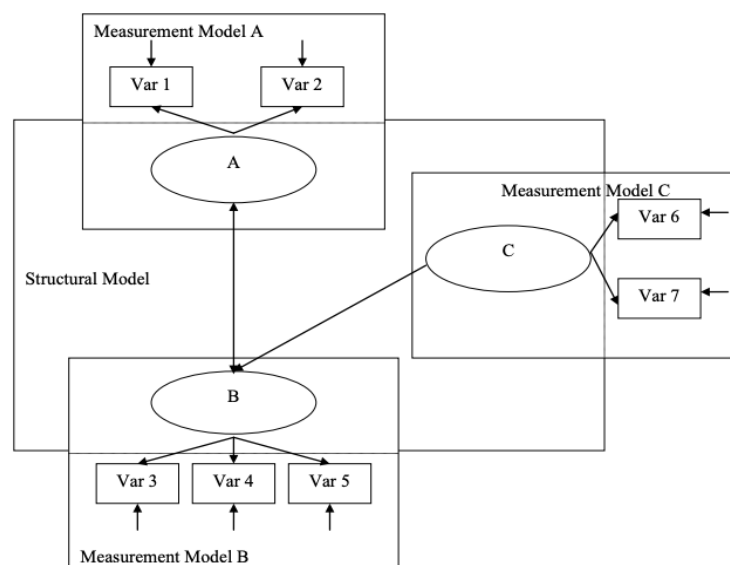 Measurement Model A
Var 1
Var 2
A
Measurement Model C
Var 6
C
Structural Model
Var 7
B
Var 3
Var 4
Var 5
Measurement Model B